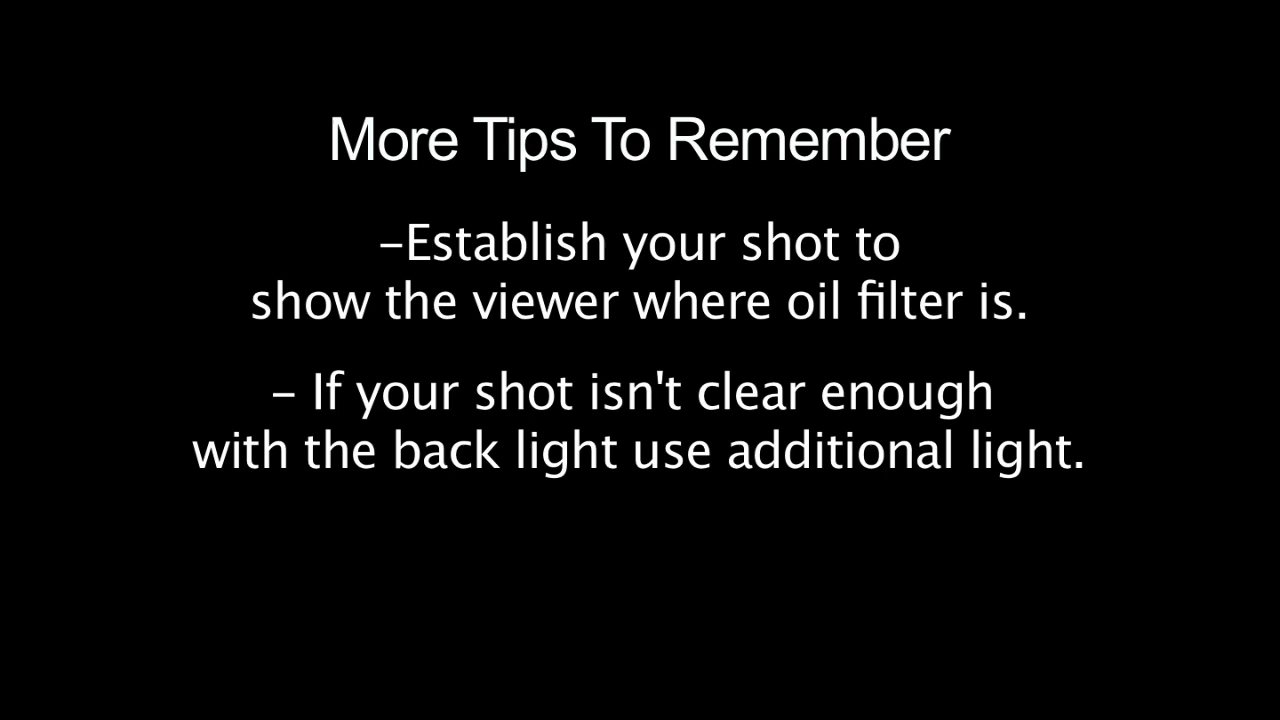 More Tips To Remember
-Establish your shot to
show the viewer where oil filter is.
- If your shot isn't clear enough
with the back light use additional light.